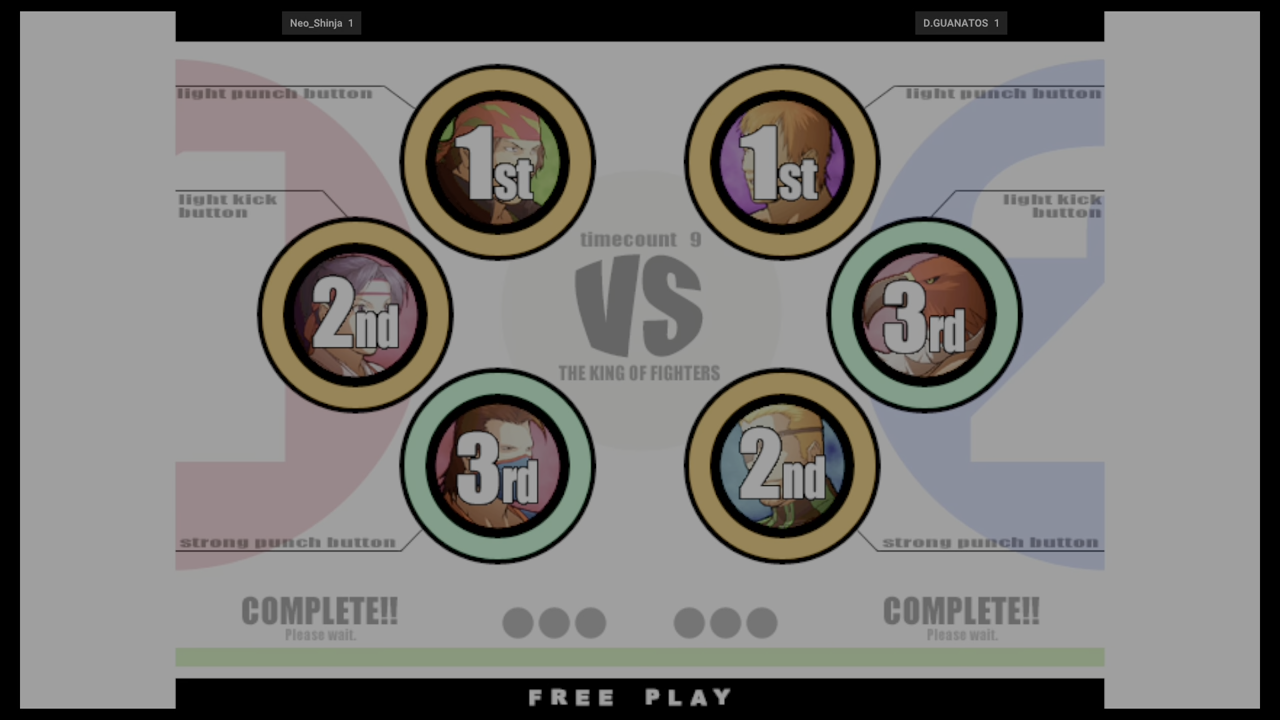 Neo_Shinja 1
D.GUANATOS 1
light punch button
light punch button
1st
1st
light kick
button
light kick
button
timecount 9
VS
THE KING OF FIGHTERS
2nd
3rd
3rd
2nd
strong punch button
strong punch button
COMPLETE!!
Please wait.
COMPLETE!!
Please wait.
FREE PLAY